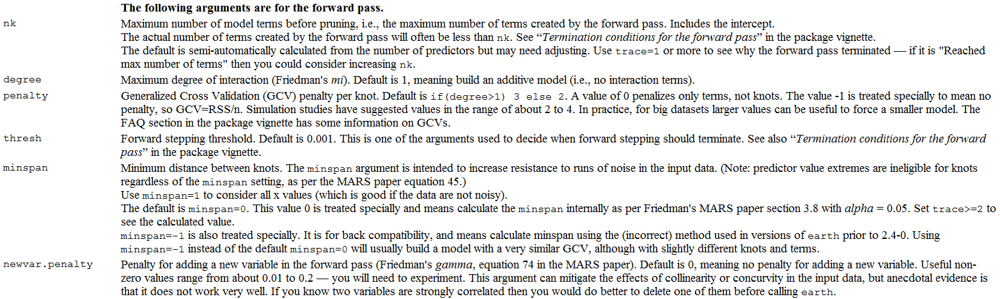 The following arguments are for the forward pass.
nk Maximum number of model terms before pruning, i.e., the maximum number of terms created by the forward pass. Includes the intercept.
The actual number of terms created by the forward pass will often be less than nk. See “Termination conditions for the forward pass” in the package vignette.
The default is semi-automatically calculated from the number of predictors but may need adjusting. Use trace=1 or more to see why the forward pass terminated — if it is "Reached
max number of terms" then you could consider increasing nk.
degree Maximum degree of interaction (Friedman's mi). Default is 1, meaning build an additive model (i.e., no interaction terms).
penalty Generalized Cross Validation (GCV) penalty per knot. Default is if(degree>1) 3 else 2. A value of 0 penalizes only terms, not knots. The value -1 is treated specially to mean no
penalty, so GCV=RSS/n. Simulation studies have suggested values in the range of about 2 to 4. In practice, for big datasets larger values can be useful to force a smaller model. The
FAQ section in the package vignette has some information on GCVs.
thresh Forward stepping threshold. Default is 0.001. This is one of the arguments used to decide when forward stepping should terminate. See also “Termination conditions for the forward
pass” in the package vignette.
minspan Minimum distance between knots. The minspan argument is intended to increase resistance to runs of noise in the input data. (Note: predictor value extremes are ineligible for knots
regardless of the minspan setting, as per the MARS paper equation 45.)
Use minspan=1 to consider all x values (which is good if the data are not noisy).
The default is minspan=0. This value 0 is treated specially and means calculate the minspan internally as per Friedman's MARS paper section 3.8 with alpha = 0.05. Set trace>=2 to
see the calculated value.
minspan=-1 is also treated specially. It is for back compatibility, and means calculate minspan using the (incorrect) method used in versions of earth prior to 2.4-0. Using
minspan=-1 instead of the default minspan=0 will usually build a model with a very similar GCV, although with slightly different knots and terms.
newvar.penalty Penalty for adding a new variable in the forward pass (Friedman's gamma, equation 74 in the MARS paper). Default is 0, meaning no penalty for adding a new variable. Useful non-
zero values range from about 0.01 to 0.2 — you will need to experiment. This argument can mitigate the effects of collinearity or concurvity in the input data, but anecdotal evidence is
that it does not work very well. If you know two variables are strongly correlated then you would do better to delete one of them before calling earth.